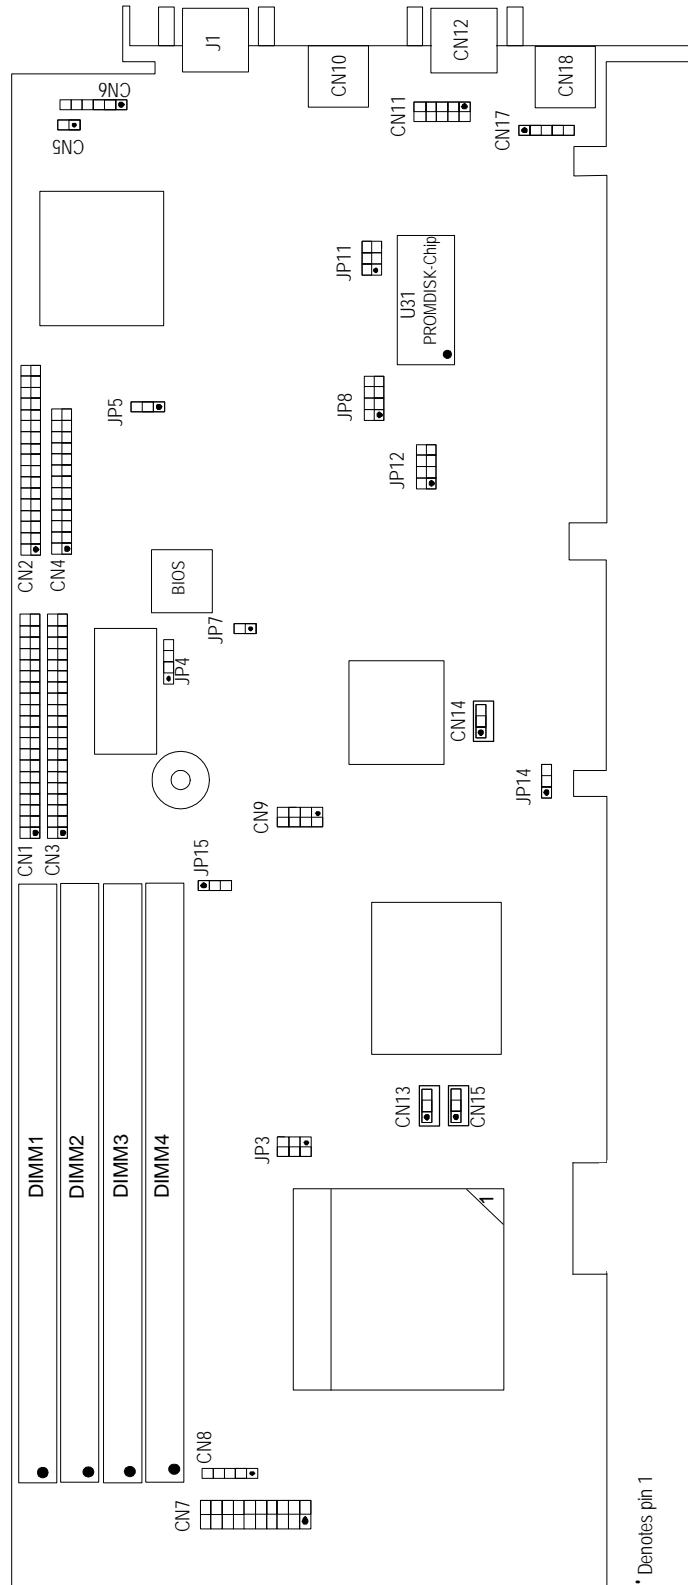 J1
CN10
CN12
CN18
CN6
CN5
CN11
CN17
JP11
U31
PROMDISK-Chip
JP5
JP8
JP12
CN2
CN4
BIOS
JP7
JP4
CN14
JP14
CN1
CN3
CN9
JP15
DIMM1
DIMM2
DIMM3
DIMM4
CN13
CN15
JP3
1
CN8
CN7
* Denotes pin 1